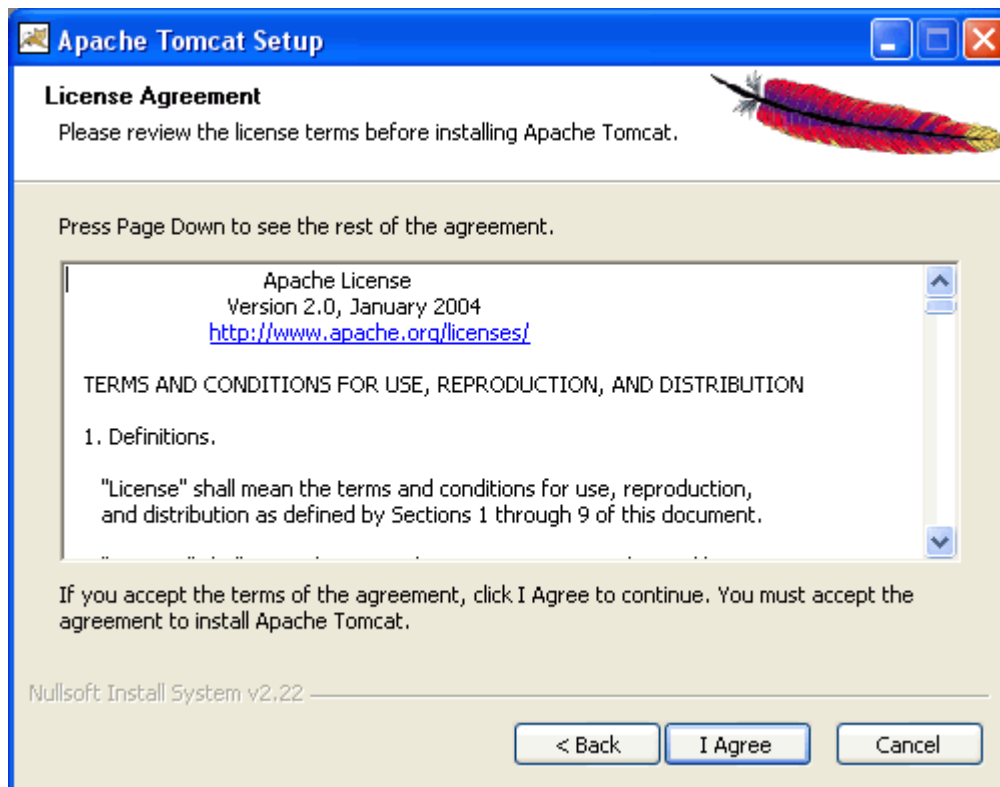 Apache Tomcat Setup
License Agreement
Please review the license terms before installing Apache Tomcat.
Press Page Down to see the rest of the agreement.
Apache License
Version 2.0, January 2004
http://www.apache.org/licenses/
TERMS AND CONDITIONS FOR USE, REPRODUCTION, AND DISTRIBUTION
1. Definitions.
"License" shall mean the terms and conditions for use, reproduction,
and distribution as defined by Sections 1 through 9 of this document.
If you accept the terms of the agreement, click I Agree to continue. You must accept the
agreement to install Apache Tomcat.
Nullsoft Install System v2.22
< Back
I Agree
Cancel